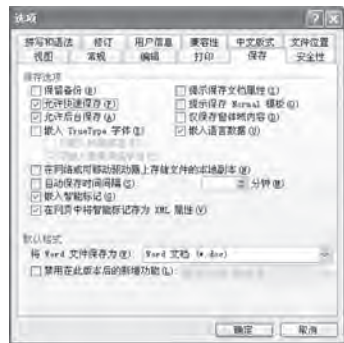 选项
拼写和语法 修订 用户信息 兼容性 中文版式 文件位置
视图 常规 编辑 打印 保存 安全性
保存选项
保留备份(B) 提示保存文档属性(I)
允许快速保存(F) 提示保存 Normal 模板(O)
允许后台保存(A) 仅保存窗体域内容(D)
嵌入 TrueType 字体(T) 嵌入语言数据(U)
在网络或可移动驱动器上存储文件的本地副本(M)
自动保存时间间隔(S) 分钟(M)
嵌入智能标记(G)
在网页中将智能标记存为 XML 属性(V)
默认格式
将 Word 文件保存为(W) Word 文档 (*.doc)
禁用在此版本后的新增功能(L):
确定 取消